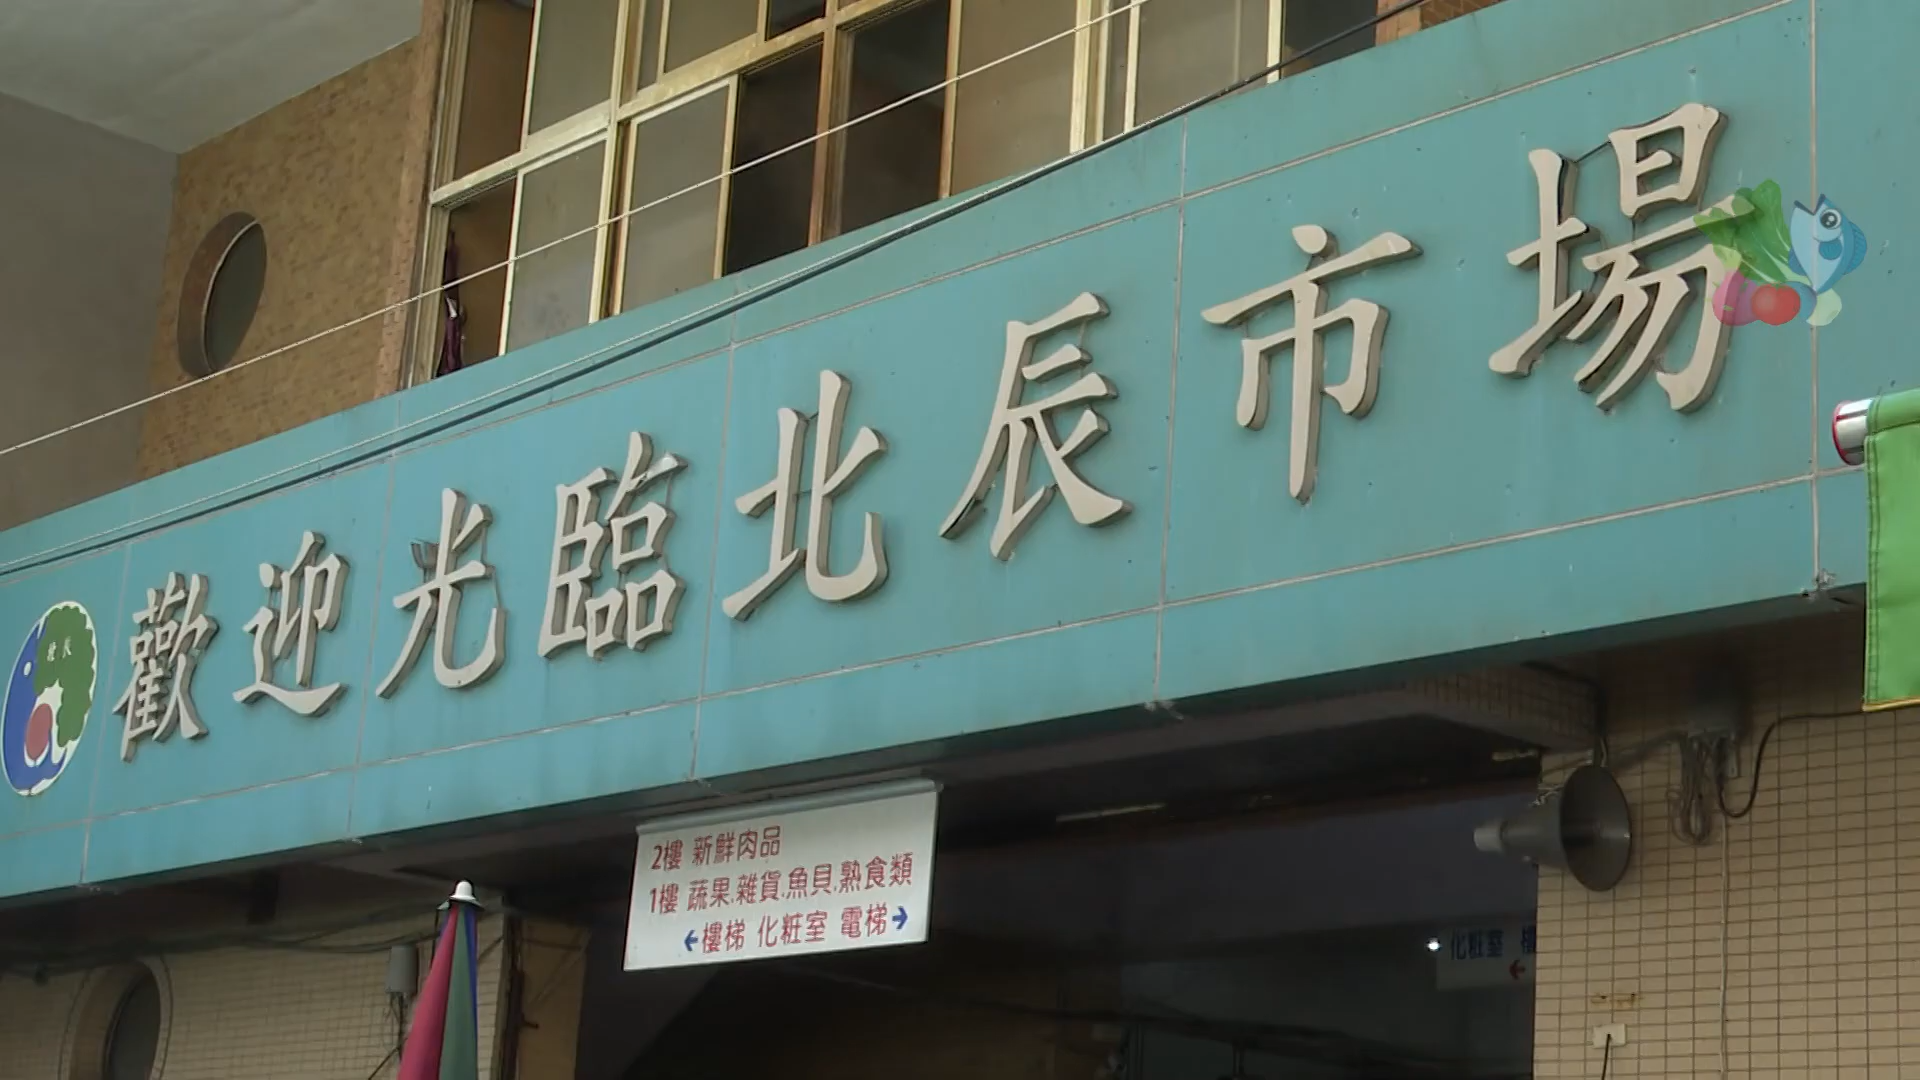 歡迎光臨北辰市場
2樓 新鮮肉品
1樓 蔬果.雜貨.魚貝.熟食類
←樓梯 化粧室 電梯→
化粧室